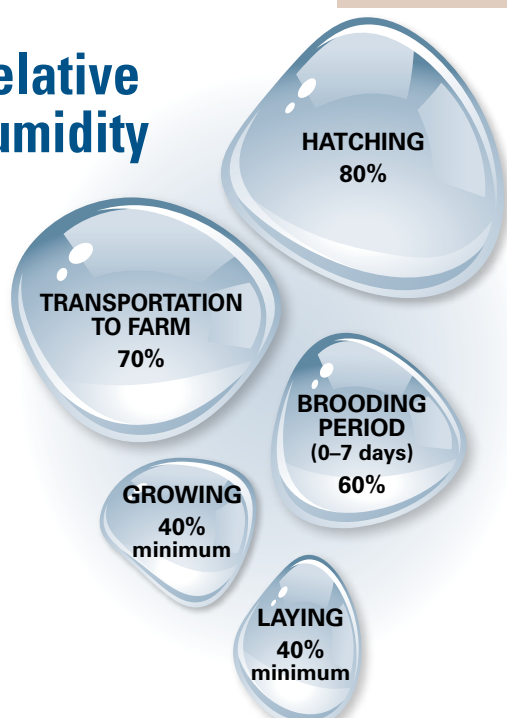 elative
umidity
HATCHING
80%
TRANSPORTATION
TO FARM
70%
BROODING
PERIOD
(0–7 days)
60%
GROWING
40%
minimum
LAYING
40%
minimum